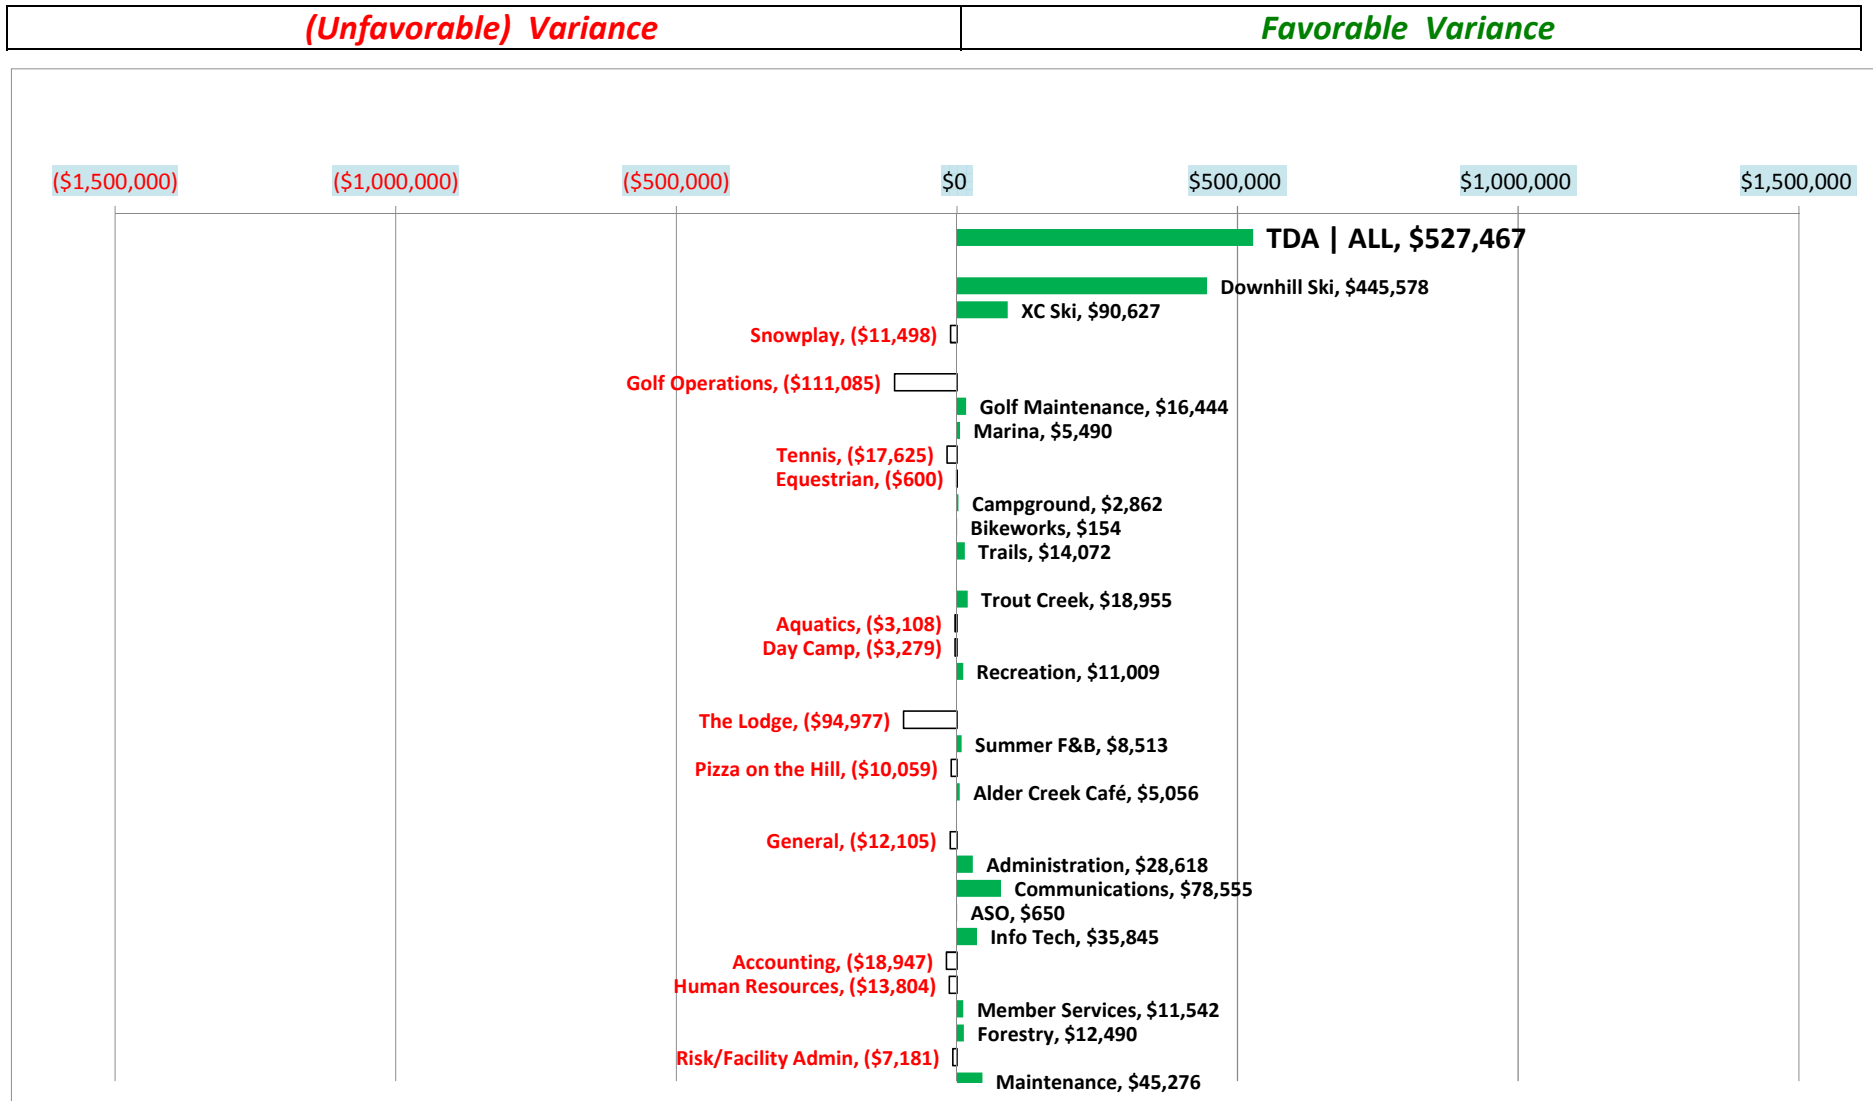 (Unfavorable) Variance
Favorable Variance
($1,500,000)
($1,000,000)
($500,000)
$0
$500,000
$1,000,000
$1,500,000
TDA | ALL, $527,467
Downhill Ski, $445,578
XC Ski, $90,627
Snowplay, ($11,498)
Golf Operations, ($111,085)
Golf Maintenance, $16,444
Marina, $5,490
Tennis, ($17,625)
Equestrian, ($600)
Campground, $2,862
Bikeworks, $154
Trails, $14,072
Trout Creek, $18,955
Aquatics, ($3,108)
Day Camp, ($3,279)
Recreation, $11,009
The Lodge, ($94,977)
Summer F&B, $8,513
Pizza on the Hill, ($10,059)
Alder Creek Café, $5,056
General, ($12,105)
Administration, $28,618
Communications, $78,555
ASO, $650
Info Tech, $35,845
Accounting, ($18,947)
Human Resources, ($13,804)
Member Services, $11,542
Forestry, $12,490
Risk/Facility Admin, ($7,181)
Maintenance, $45,276